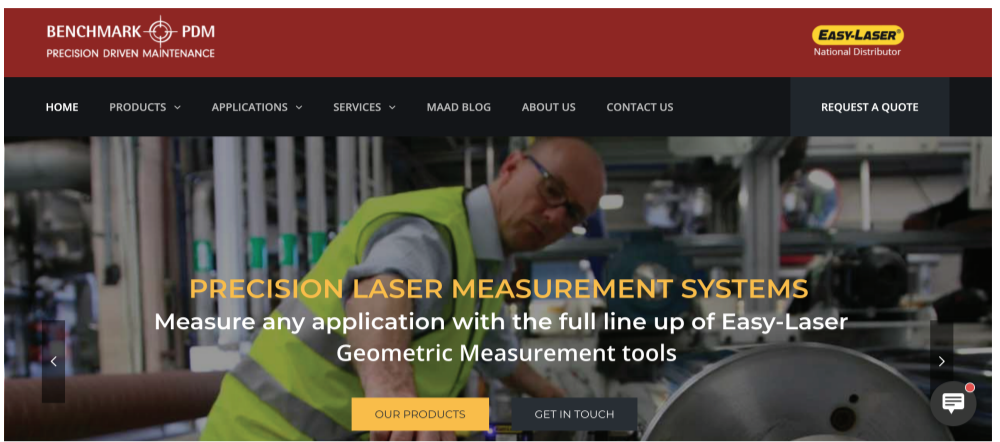 BENCHMARK PDM
PRECISION DRIVEN MAINTENANCE
EASY-LASER®
National Distributor
HOME PRODUCTS APPLICATIONS SERVICES MAAD BLOG ABOUT US CONTACT US REQUEST A QUOTE
PRECISION LASER MEASUREMENT SYSTEMS
Measure any application with the full line up of Easy-Laser
Geometric Measurement tools
OUR PRODUCTS GET IN TOUCH